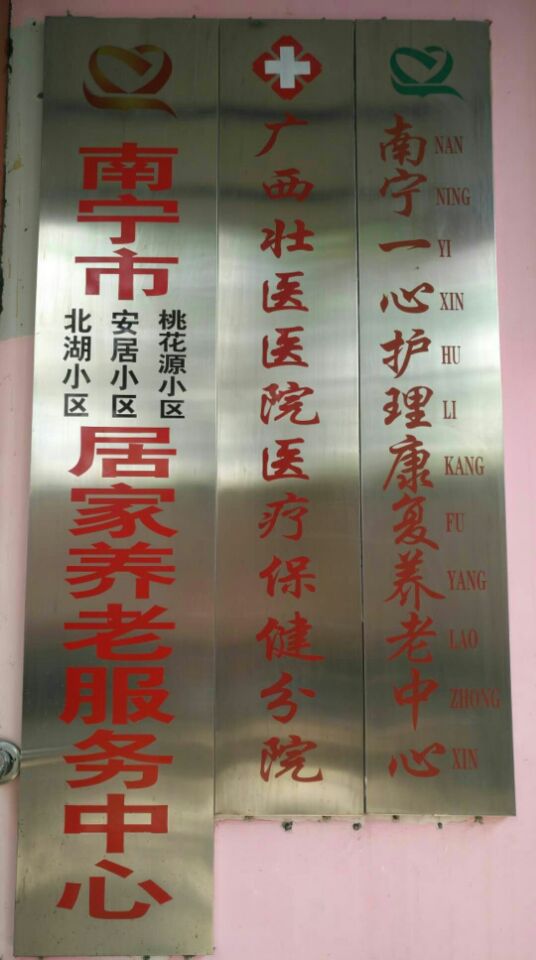 南宁市
桃花源小区
安居小区
北湖小区
居家养老服务中心
广西壮医医院医疗保健分院
南宁一心护理康复养老中心
NAN NING YI XIN HU LI KANG FU YANG LAO ZHONG XIN